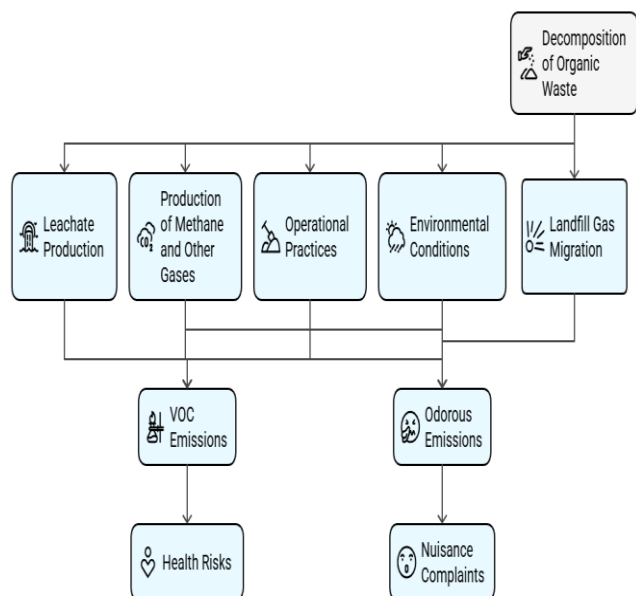 Decomposition
of Organic
Waste
Leachate
Production
Production
of Methane
and Other
Gases
CO2
Operational
Practices
Environmental
Conditions
Landfill Gas
Migration
VOC
Emissions
Odorous
Emissions
Health Risks
Nuisance
Complaints